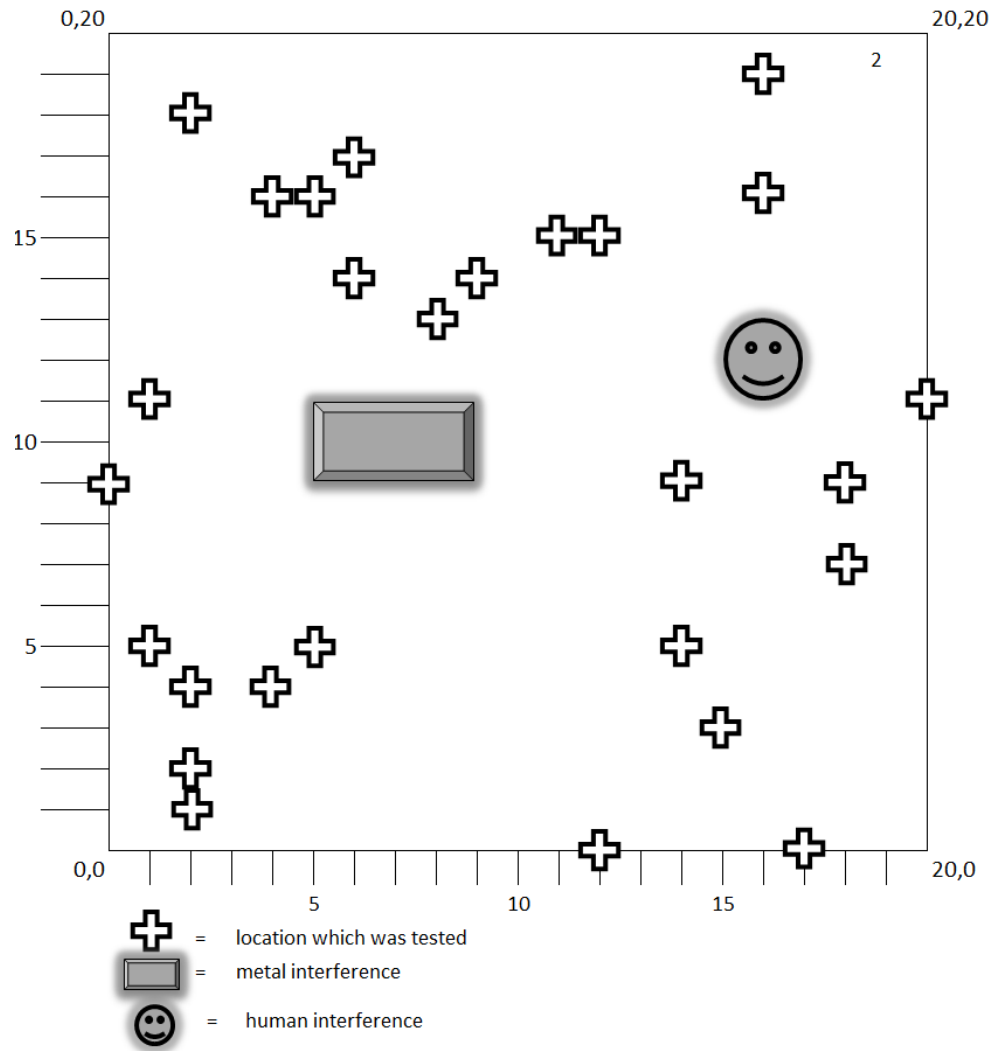 0,20 20,20
2
15
10
5
0,0 20,0
5 10 15
= location which was tested
= metal interference
= human interference